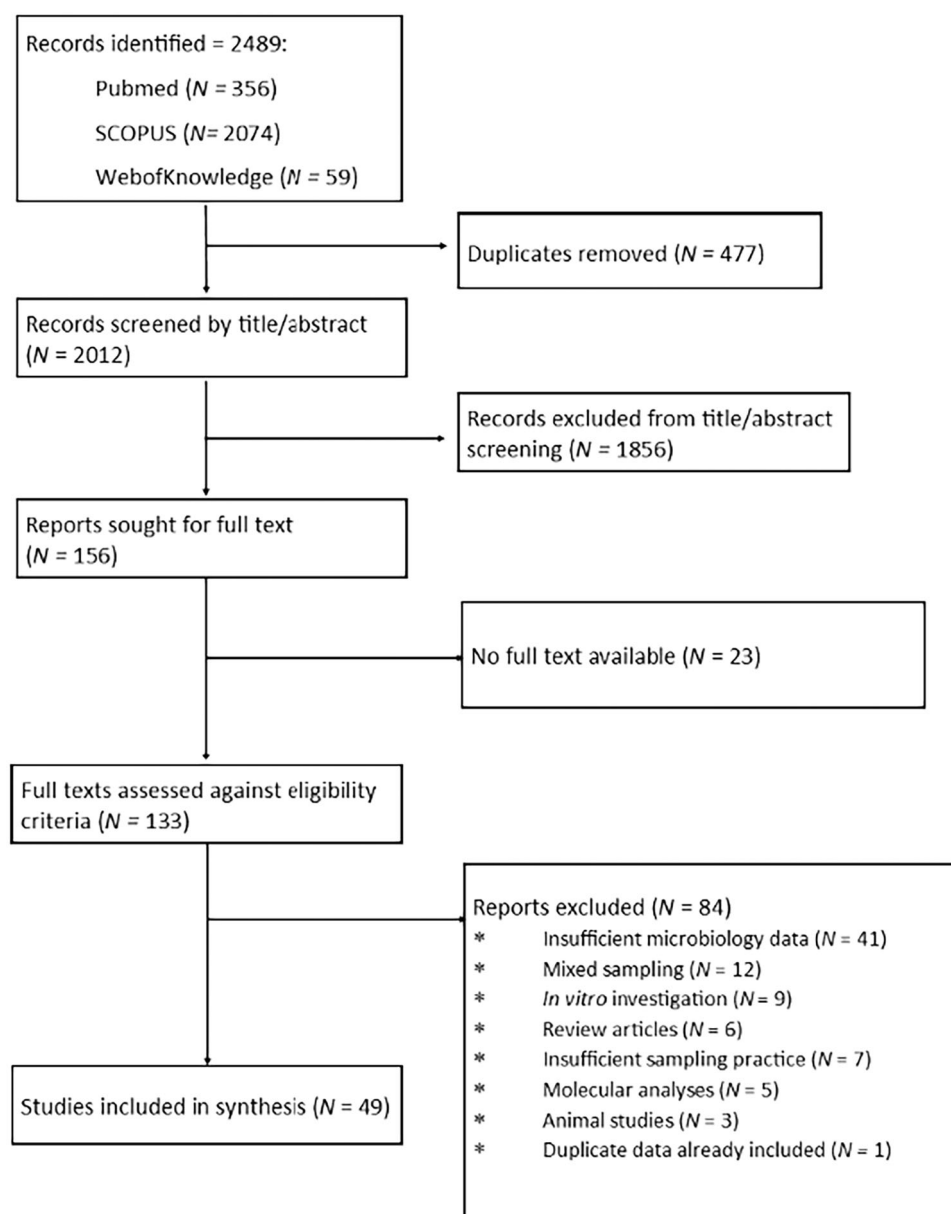 Records identified = 2489:
Pubmed (N = 356)
SCOPUS (N= 2074)
WebofKnowledge (N = 59)
Duplicates removed (N = 477)
Records screened by title/abstract
(N = 2012)
Records excluded from title/abstract
screening (N = 1856)
Reports sought for full text
(N = 156)
No full text available (N = 23)
Full texts assessed against eligibility
criteria (N = 133)
Reports excluded (N = 84)
* Insufficient microbiology data (N = 41)
* Mixed sampling (N = 12)
* In vitro investigation (N = 9)
* Review articles (N = 6)
* Insufficient sampling practice (N = 7)
* Molecular analyses (N = 5)
* Animal studies (N = 3)
* Duplicate data already included (N = 1)
Studies included in synthesis (N = 49)